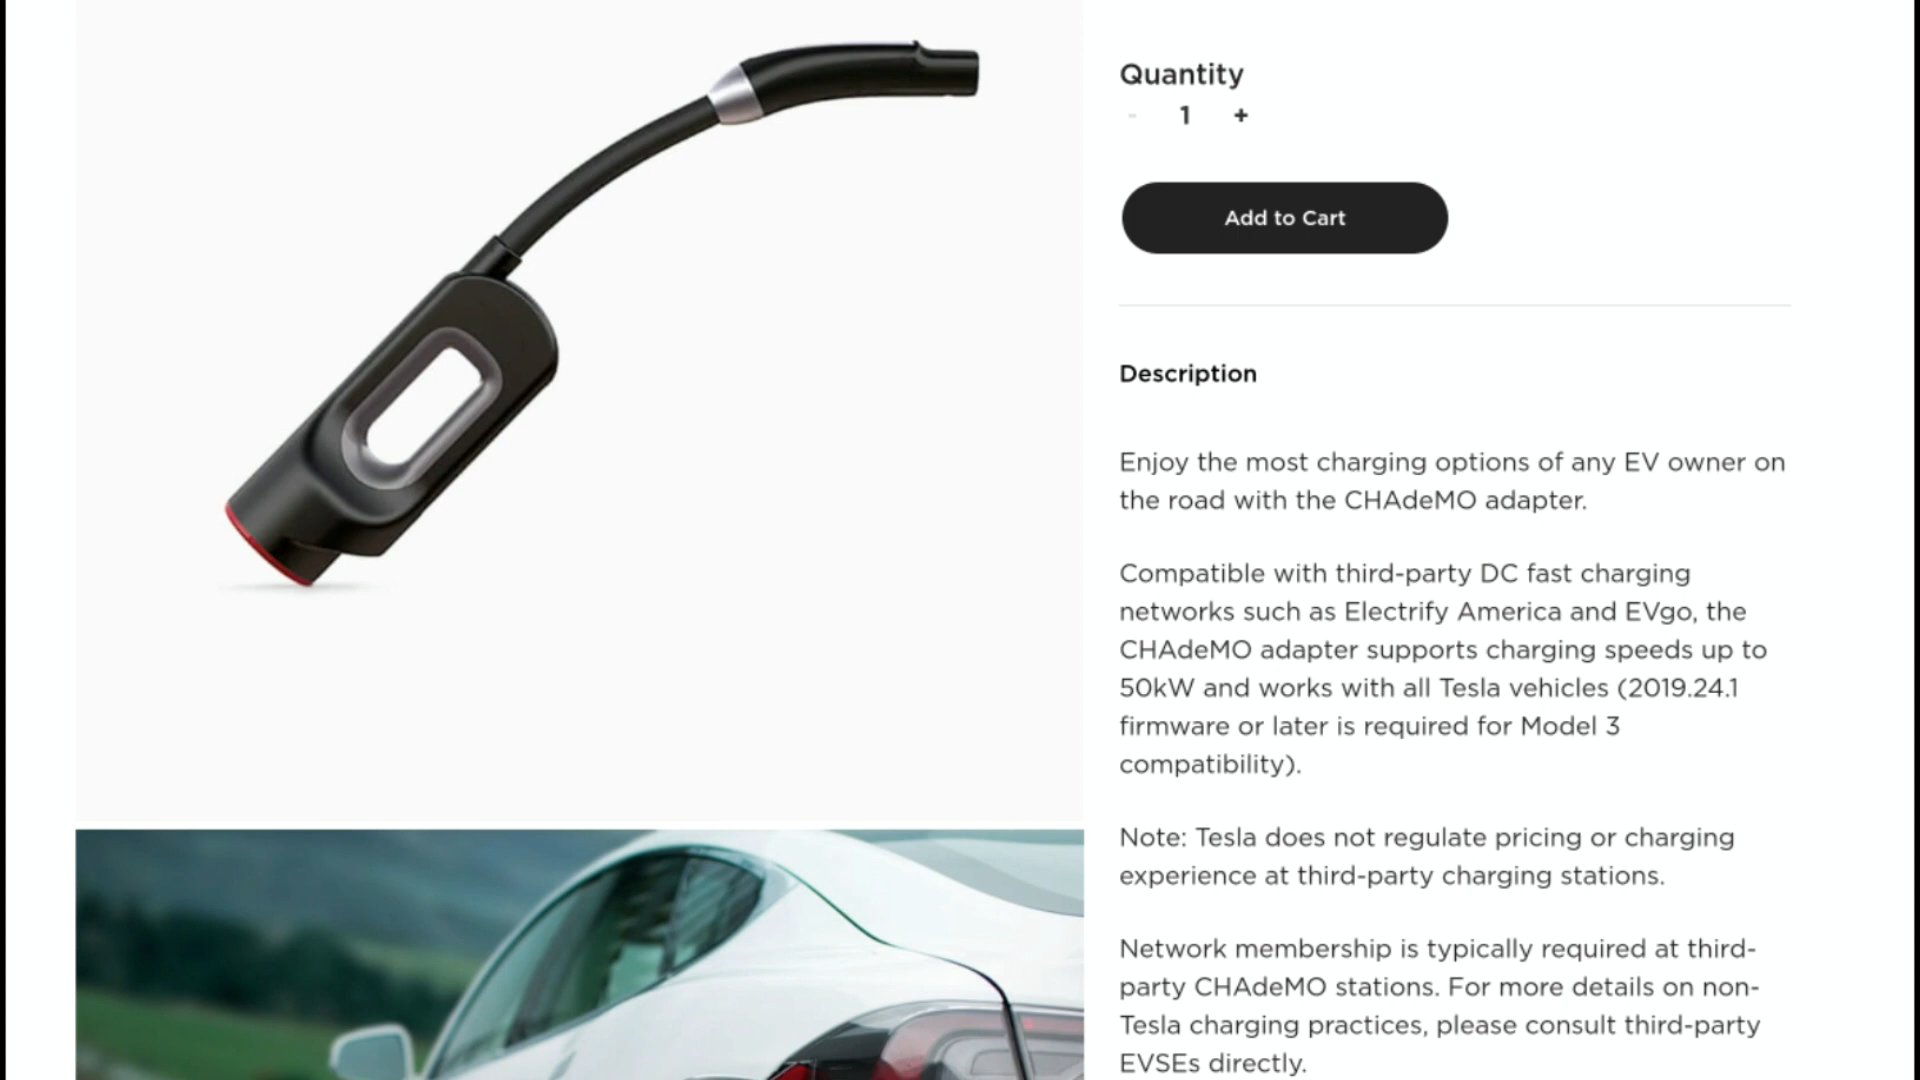 Quantity
- 1 +
Add to Cart
Description
Enjoy the most charging options of any EV owner on
the road with the CHAdeMO adapter.
Compatible with third-party DC fast charging
networks such as Electrify America and EVgo, the
CHAdeMO adapter supports charging speeds up to
50kW and works with all Tesla vehicles (2019.24.1
firmware or later is required for Model 3
compatibility).
Note: Tesla does not regulate pricing or charging
experience at third-party charging stations.
Network membership is typically required at third-
party CHAdeMO stations. For more details on non-
Tesla charging practices, please consult third-party
EVSEs directly.